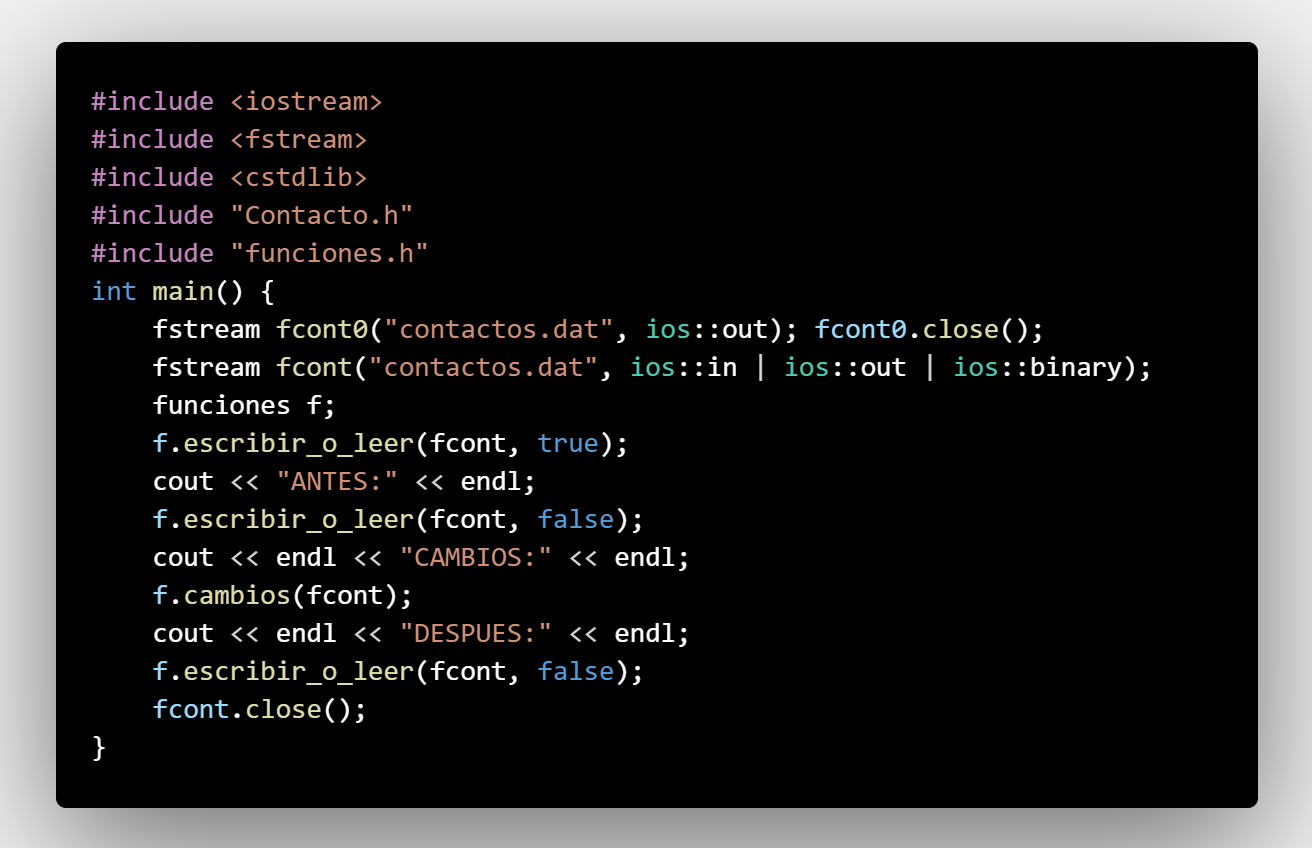 #include <iostream>
#include <fstream>
#include <cstdlib>
#include "Contacto.h"
#include "funciones.h"
int main() {
    fstream fcont0("contactos.dat", ios::out); fcont0.close();
    fstream fcont("contactos.dat", ios::in | ios::out | ios::binary);
    funciones f;
    f.escribir_o_leer(fcont, true);
    cout << "ANTES:" << endl;
    f.escribir_o_leer(fcont, false);
    cout << endl << "CAMBIOS:" << endl;
    f.cambios(fcont);
    cout << endl << "DESPUES:" << endl;
    f.escribir_o_leer(fcont, false);
    fcont.close();
}